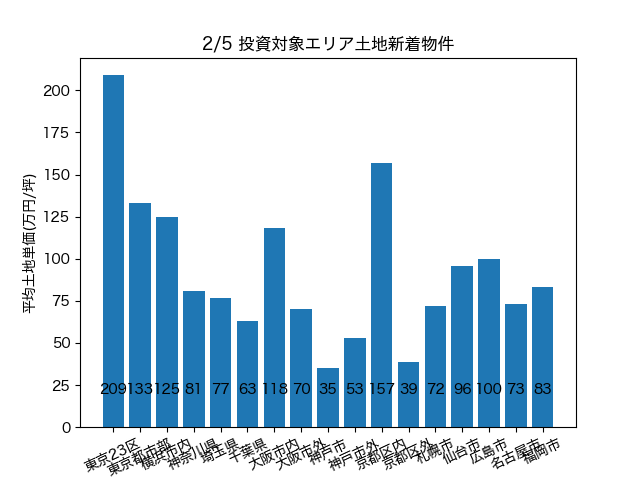 2/5 投資対象エリア土地新着物件
平均土地単価(万円/坪)
200
175
150
125
100
75
50
25
0
209 133 125 81 77 63 118 70 35 53 157 39 72 96 100 73 83
東京23区
東京都市部
横浜市内
神奈川県
埼玉県
千葉県
大阪市内
大阪市外
神戸市
神戸市外
京都区内
京都区外
札幌市
仙台市
広島市
名古屋市
福岡市